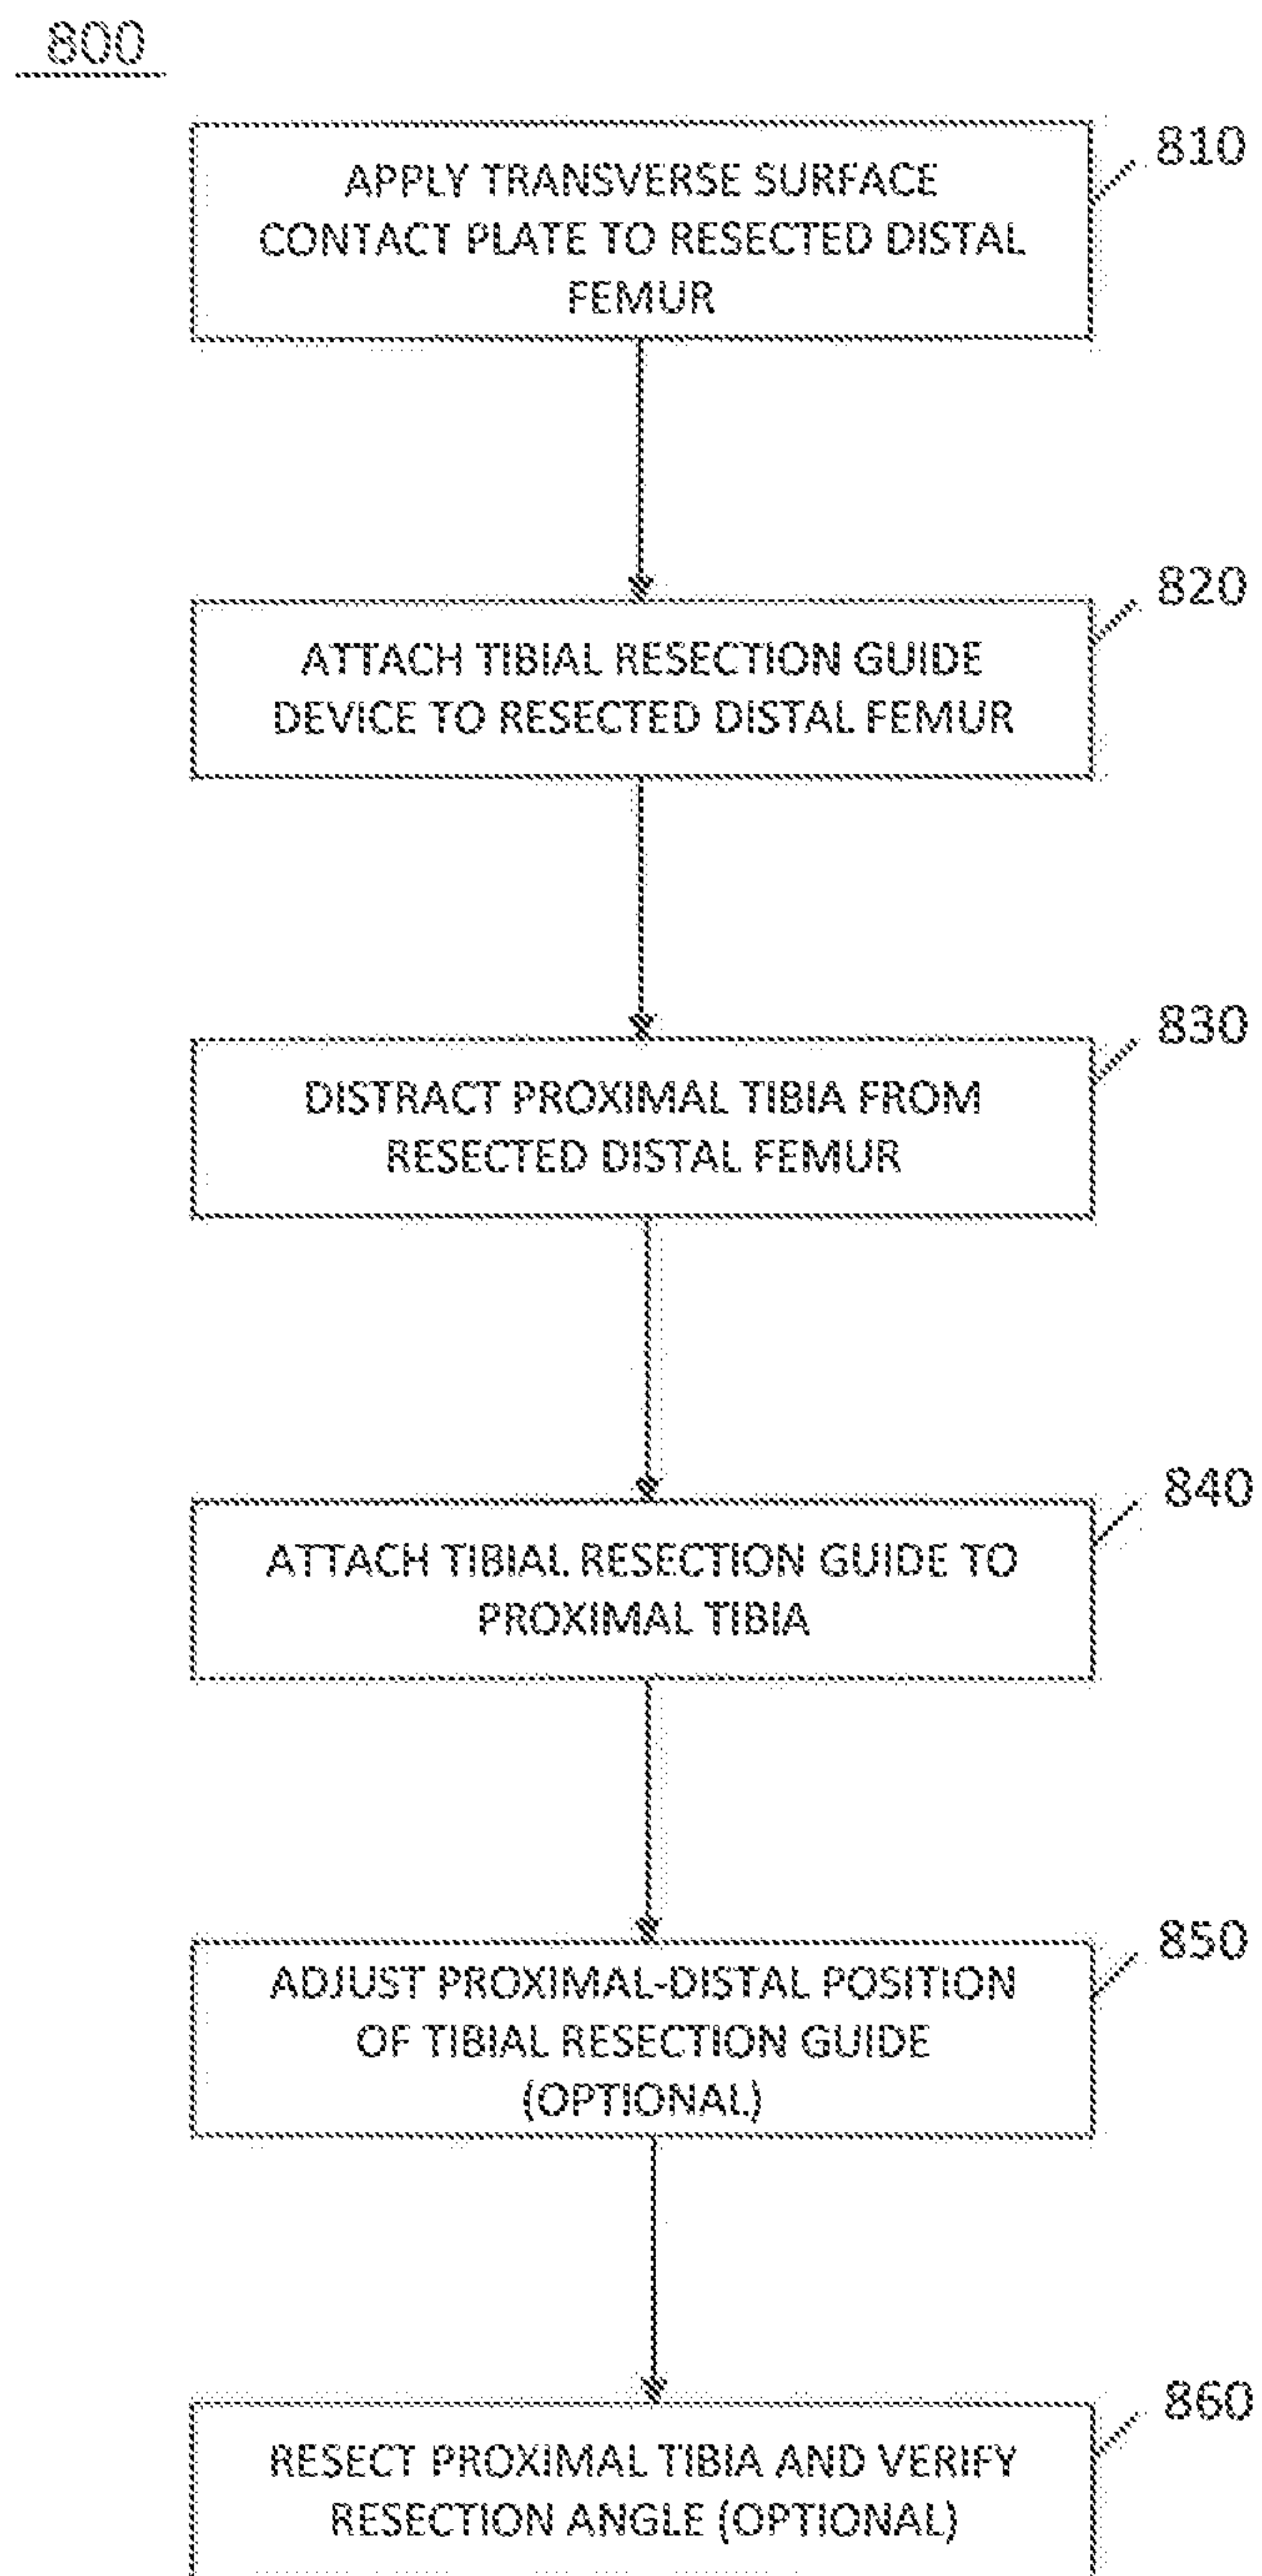 800
810
APPLY TRANSVERSE SURFACE
CONTACT PLATE TO RESECTED DISTAL
FEMUR
820
ATTACH TIBIAL RESECTION GUIDE
DEVICE TO RESECTED DISTAL FEMUR
830
DISTRACT PROXIMAL TIBIA FROM
RESECTED DISTAL FEMUR
840
ATTACH TIBIAL RESECTION GUIDE TO
PROXIMAL TIBIA
850
ADJUST PROXIMAL-DISTAL POSITION
OF TIBIAL RESECTION GUIDE
(OPTIONAL)
860
RESECT PROXIMAL TIBIA AND VERIFY
RESECTION ANGLE (OPTIONAL)